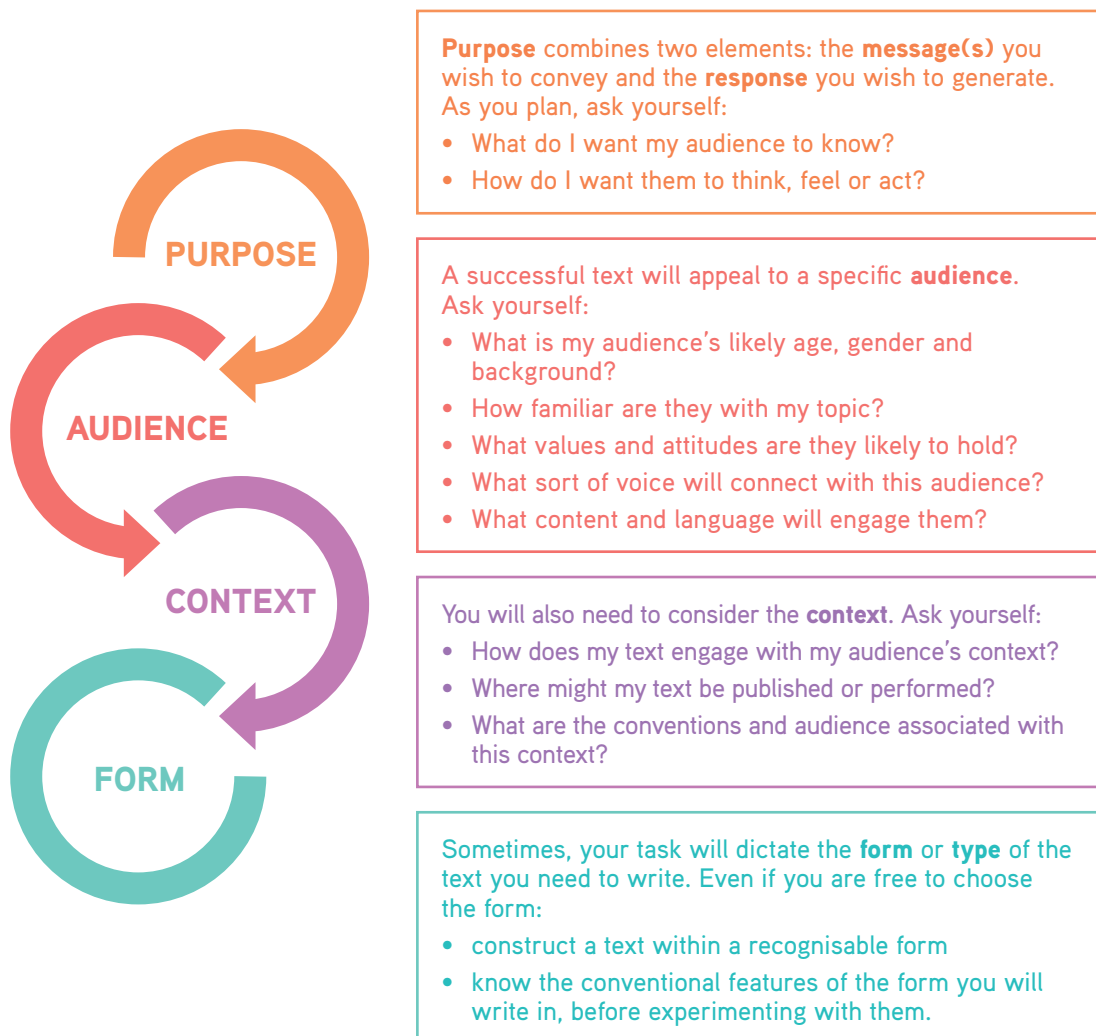 PURPOSE
Purpose combines two elements: the message(s) you
wish to convey and the response you wish to generate.
As you plan, ask yourself:
• What do I want my audience to know?
• How do I want them to think, feel or act?
AUDIENCE
A successful text will appeal to a specific audience.
Ask yourself:
• What is my audience’s likely age, gender and
background?
• How familiar are they with my topic?
• What values and attitudes are they likely to hold?
• What sort of voice will connect with this audience?
• What content and language will engage them?
CONTEXT
You will also need to consider the context. Ask yourself:
• How does my text engage with my audience’s context?
• Where might my text be published or performed?
• What are the conventions and audience associated with
this context?
FORM
Sometimes, your task will dictate the form or type of the
text you need to write. Even if you are free to choose
the form:
• construct a text within a recognisable form
• know the conventional features of the form you will
write in, before experimenting with them.